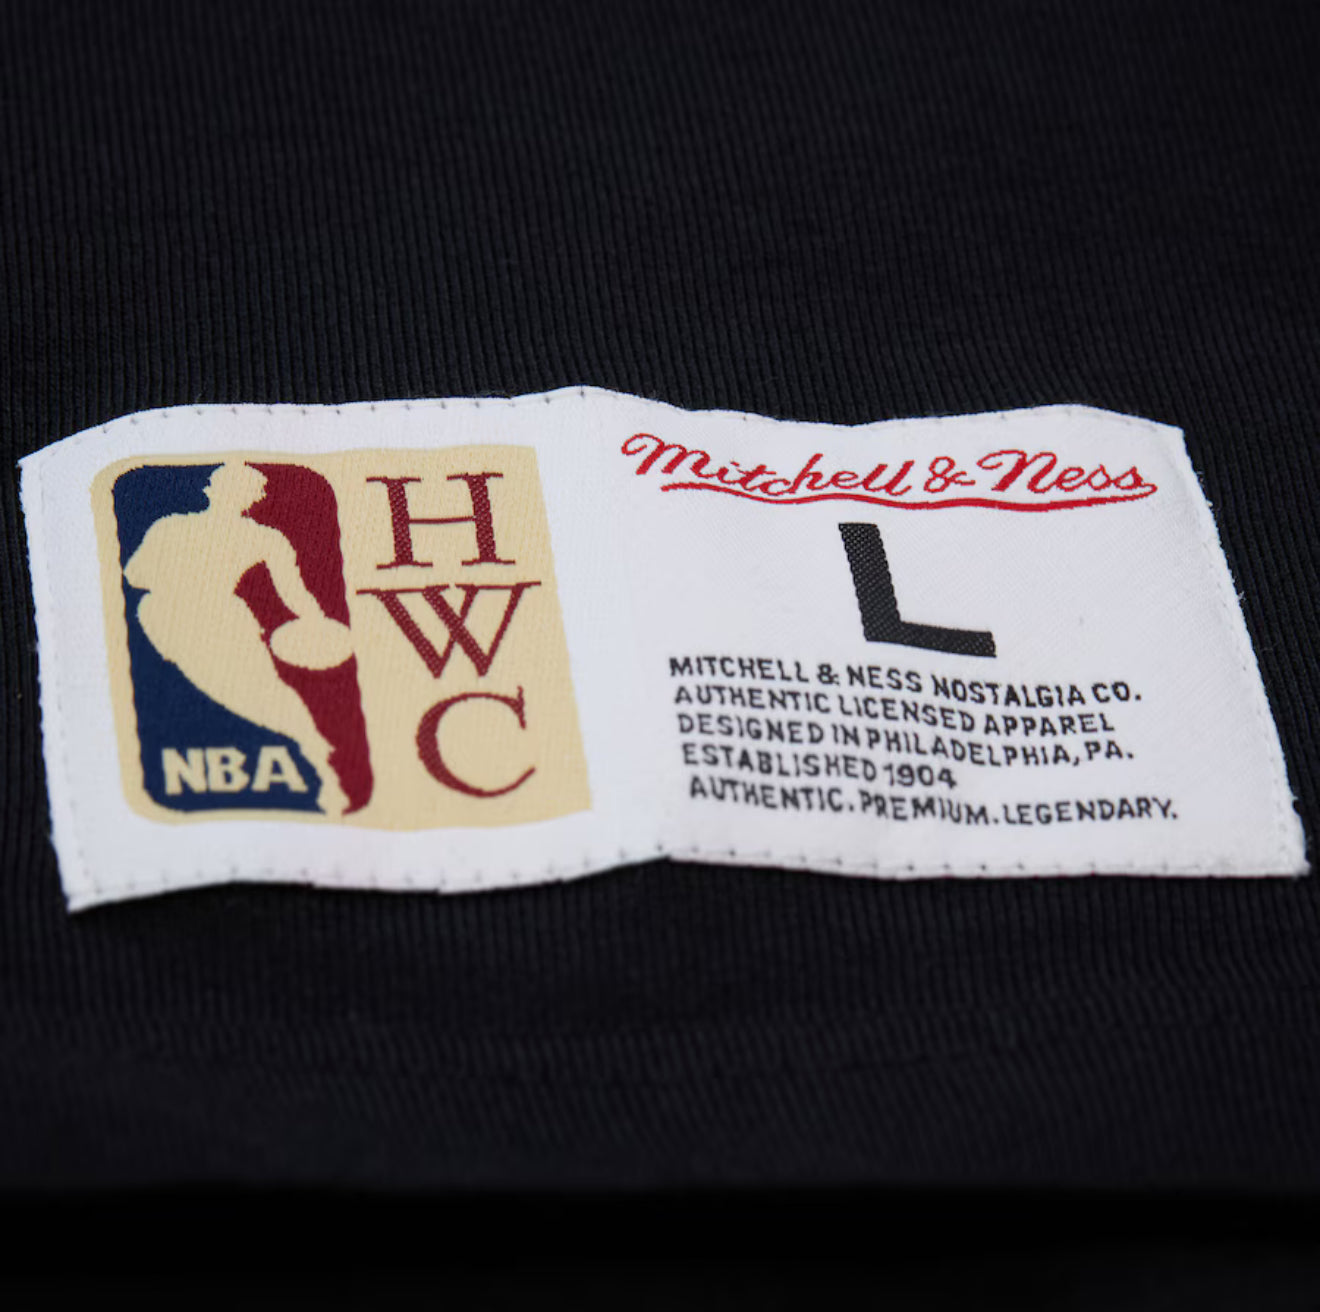 NBA
H
W
C
Mitchell & Ness
L
MITCHELL & NESS NOSTALGIA CO.
AUTHENTIC LICENSED APPAREL
DESIGNED IN PHILADELPHIA, PA.
ESTABLISHED 1904
AUTHENTIC. PREMIUM. LEGENDARY.